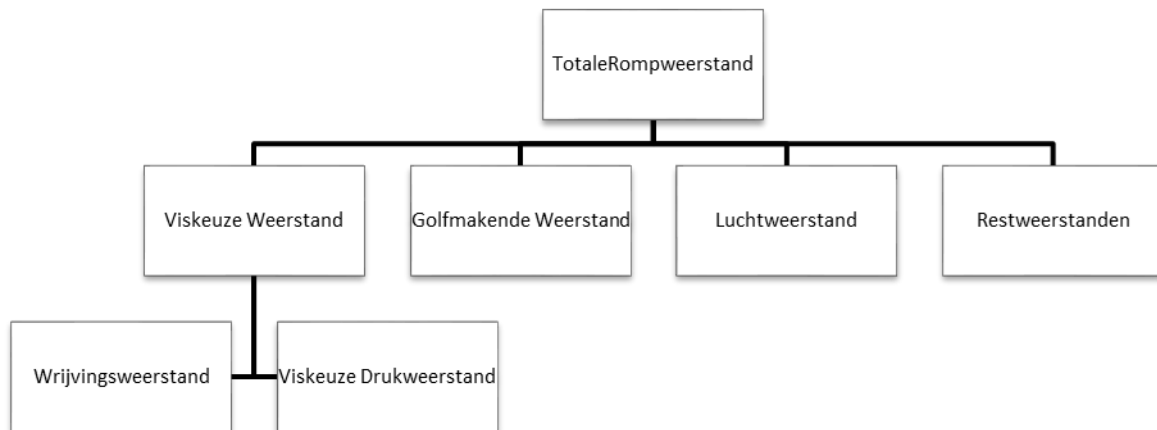 TotaleRompweerstand
Viskeuze Weerstand
Golfmakende Weerstand
Luchtweerstand
Restweerstanden
Wrijvingsweerstand
Viskeuze Drukweerstand